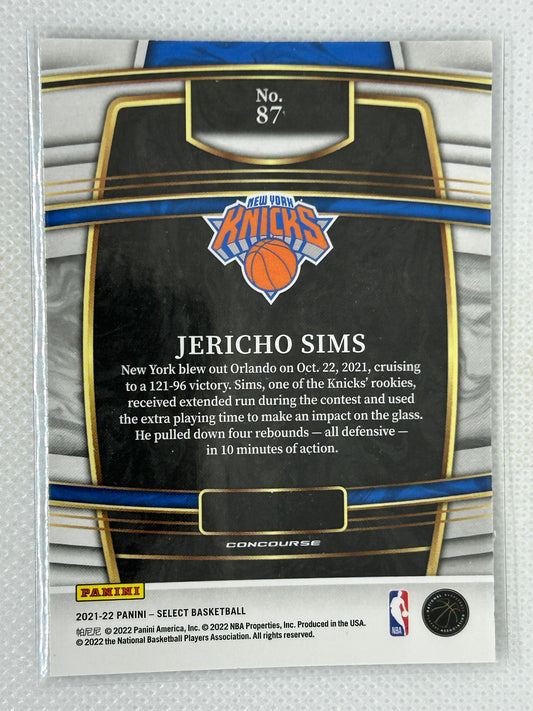 No.
87
NEW YORK
KNICKS
JERICHO SIMS
New York blew out Orlando on Oct. 22, 2021, cruising
to a 121-96 victory. Sims, one of the Knicks' rookies,
received extended run during the contest and used
the extra playing time to make an impact on the glass.
He pulled down four rebounds — all defensive —
in 10 minutes of action.
CONCOURSE
PANINI
2021-22 PANINI – SELECT BASKETBALL
帕尼尼 © 2022 Panini America, Inc. © 2022 NBA Properties, Inc. Produced in the USA.
© 2022 the National Basketball Players Association. All rights reserved.
NBA